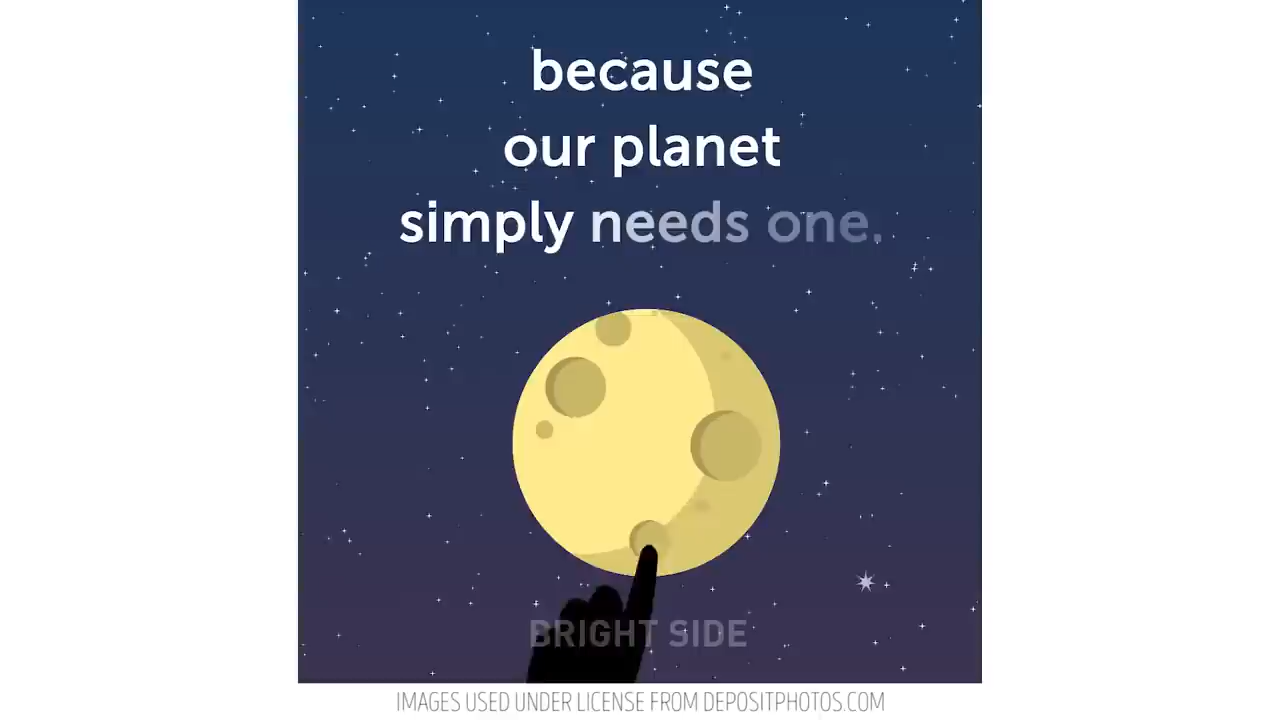 because
our planet
simply needs one.
BRIGHT SIDE
IMAGES USED UNDER LICENSE FROM DEPOSITPHOTOS.COM